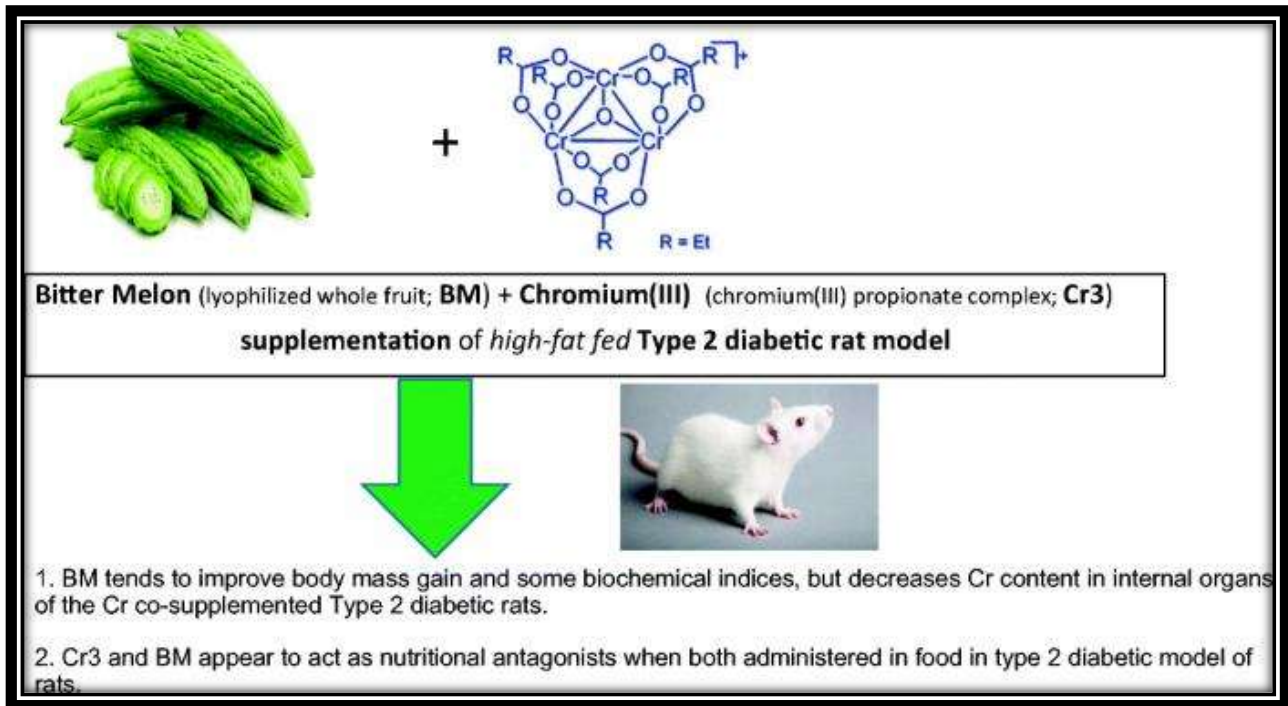 R O O R ]+
R Cr O R
O O O O O
Cr O Cr
O O
O R O
R R = Et
+
Bitter Melon (lyophilized whole fruit; BM) + Chromium(III) (chromium(III) propionate complex; Cr3)
supplementation of high-fat fed Type 2 diabetic rat model
1. BM tends to improve body mass gain and some biochemical indices, but decreases Cr content in internal organs
of the Cr co-supplemented Type 2 diabetic rats.
2. Cr3 and BM appear to act as nutritional antagonists when both administered in food in type 2 diabetic model of
rats.